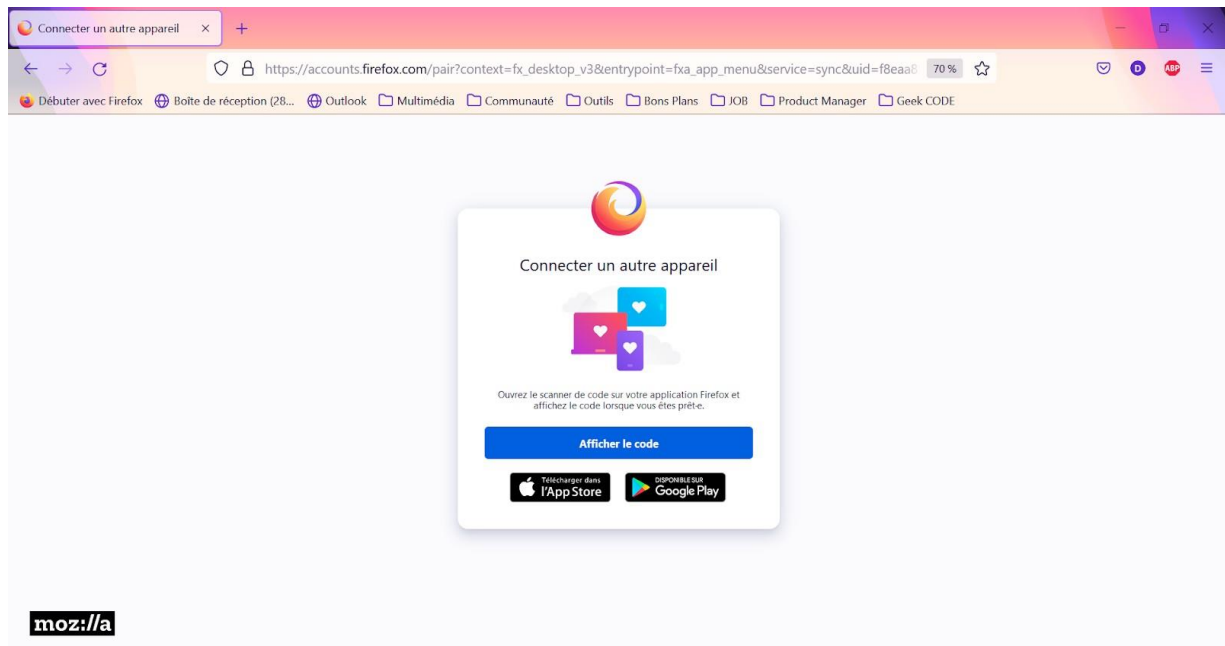 Connecter un autre appareil
https://accounts.firefox.com/pair?context=fx_desktop_v3&entrypoint=fxa_app_menu&service=sync&uid=f8eaa8 70 % D ABP
Débuter avec Firefox Boîte de réception (28... Outlook Multimédia Communauté Outils Bons Plans JOB Product Manager Geek CODE
Connecter un autre appareil
Ouvrez le scanner de code sur votre application Firefox et
affichez le code lorsque vous êtes prêt·e.
Afficher le code
Télécharger dans
l'App Store
DISPONIBLE SUR
Google Play
moz://a